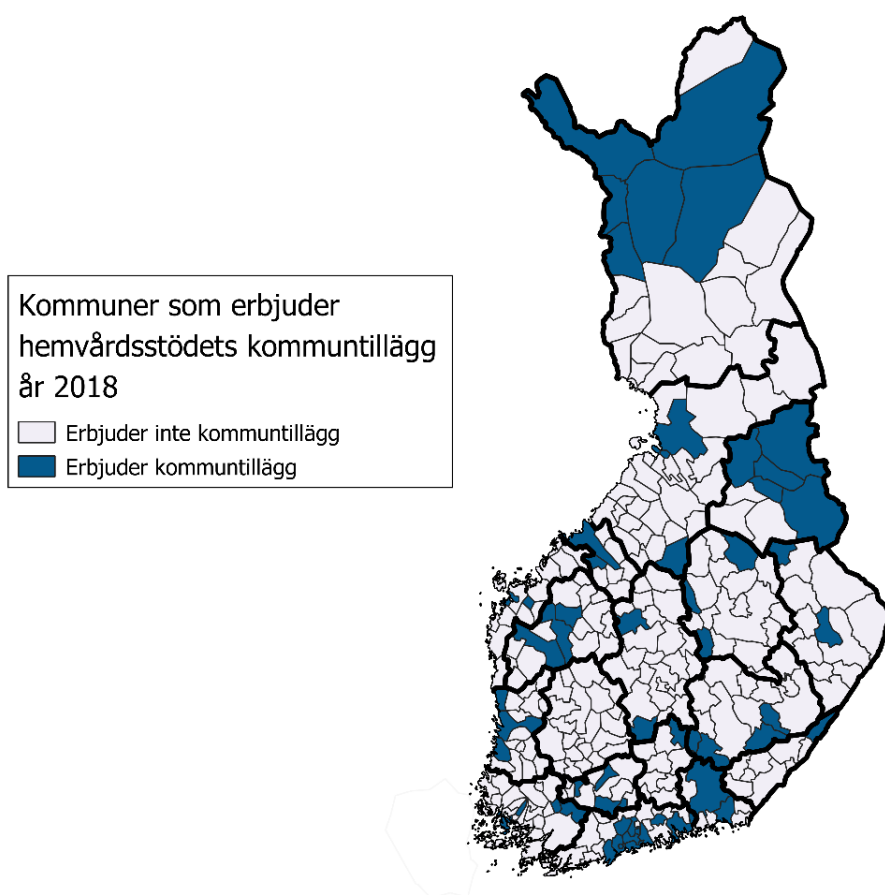 Kommuner som erbjuder
hemvårdsstödets kommuntillägg
år 2018
Erbjuder inte kommuntillägg
Erbjuder kommuntillägg